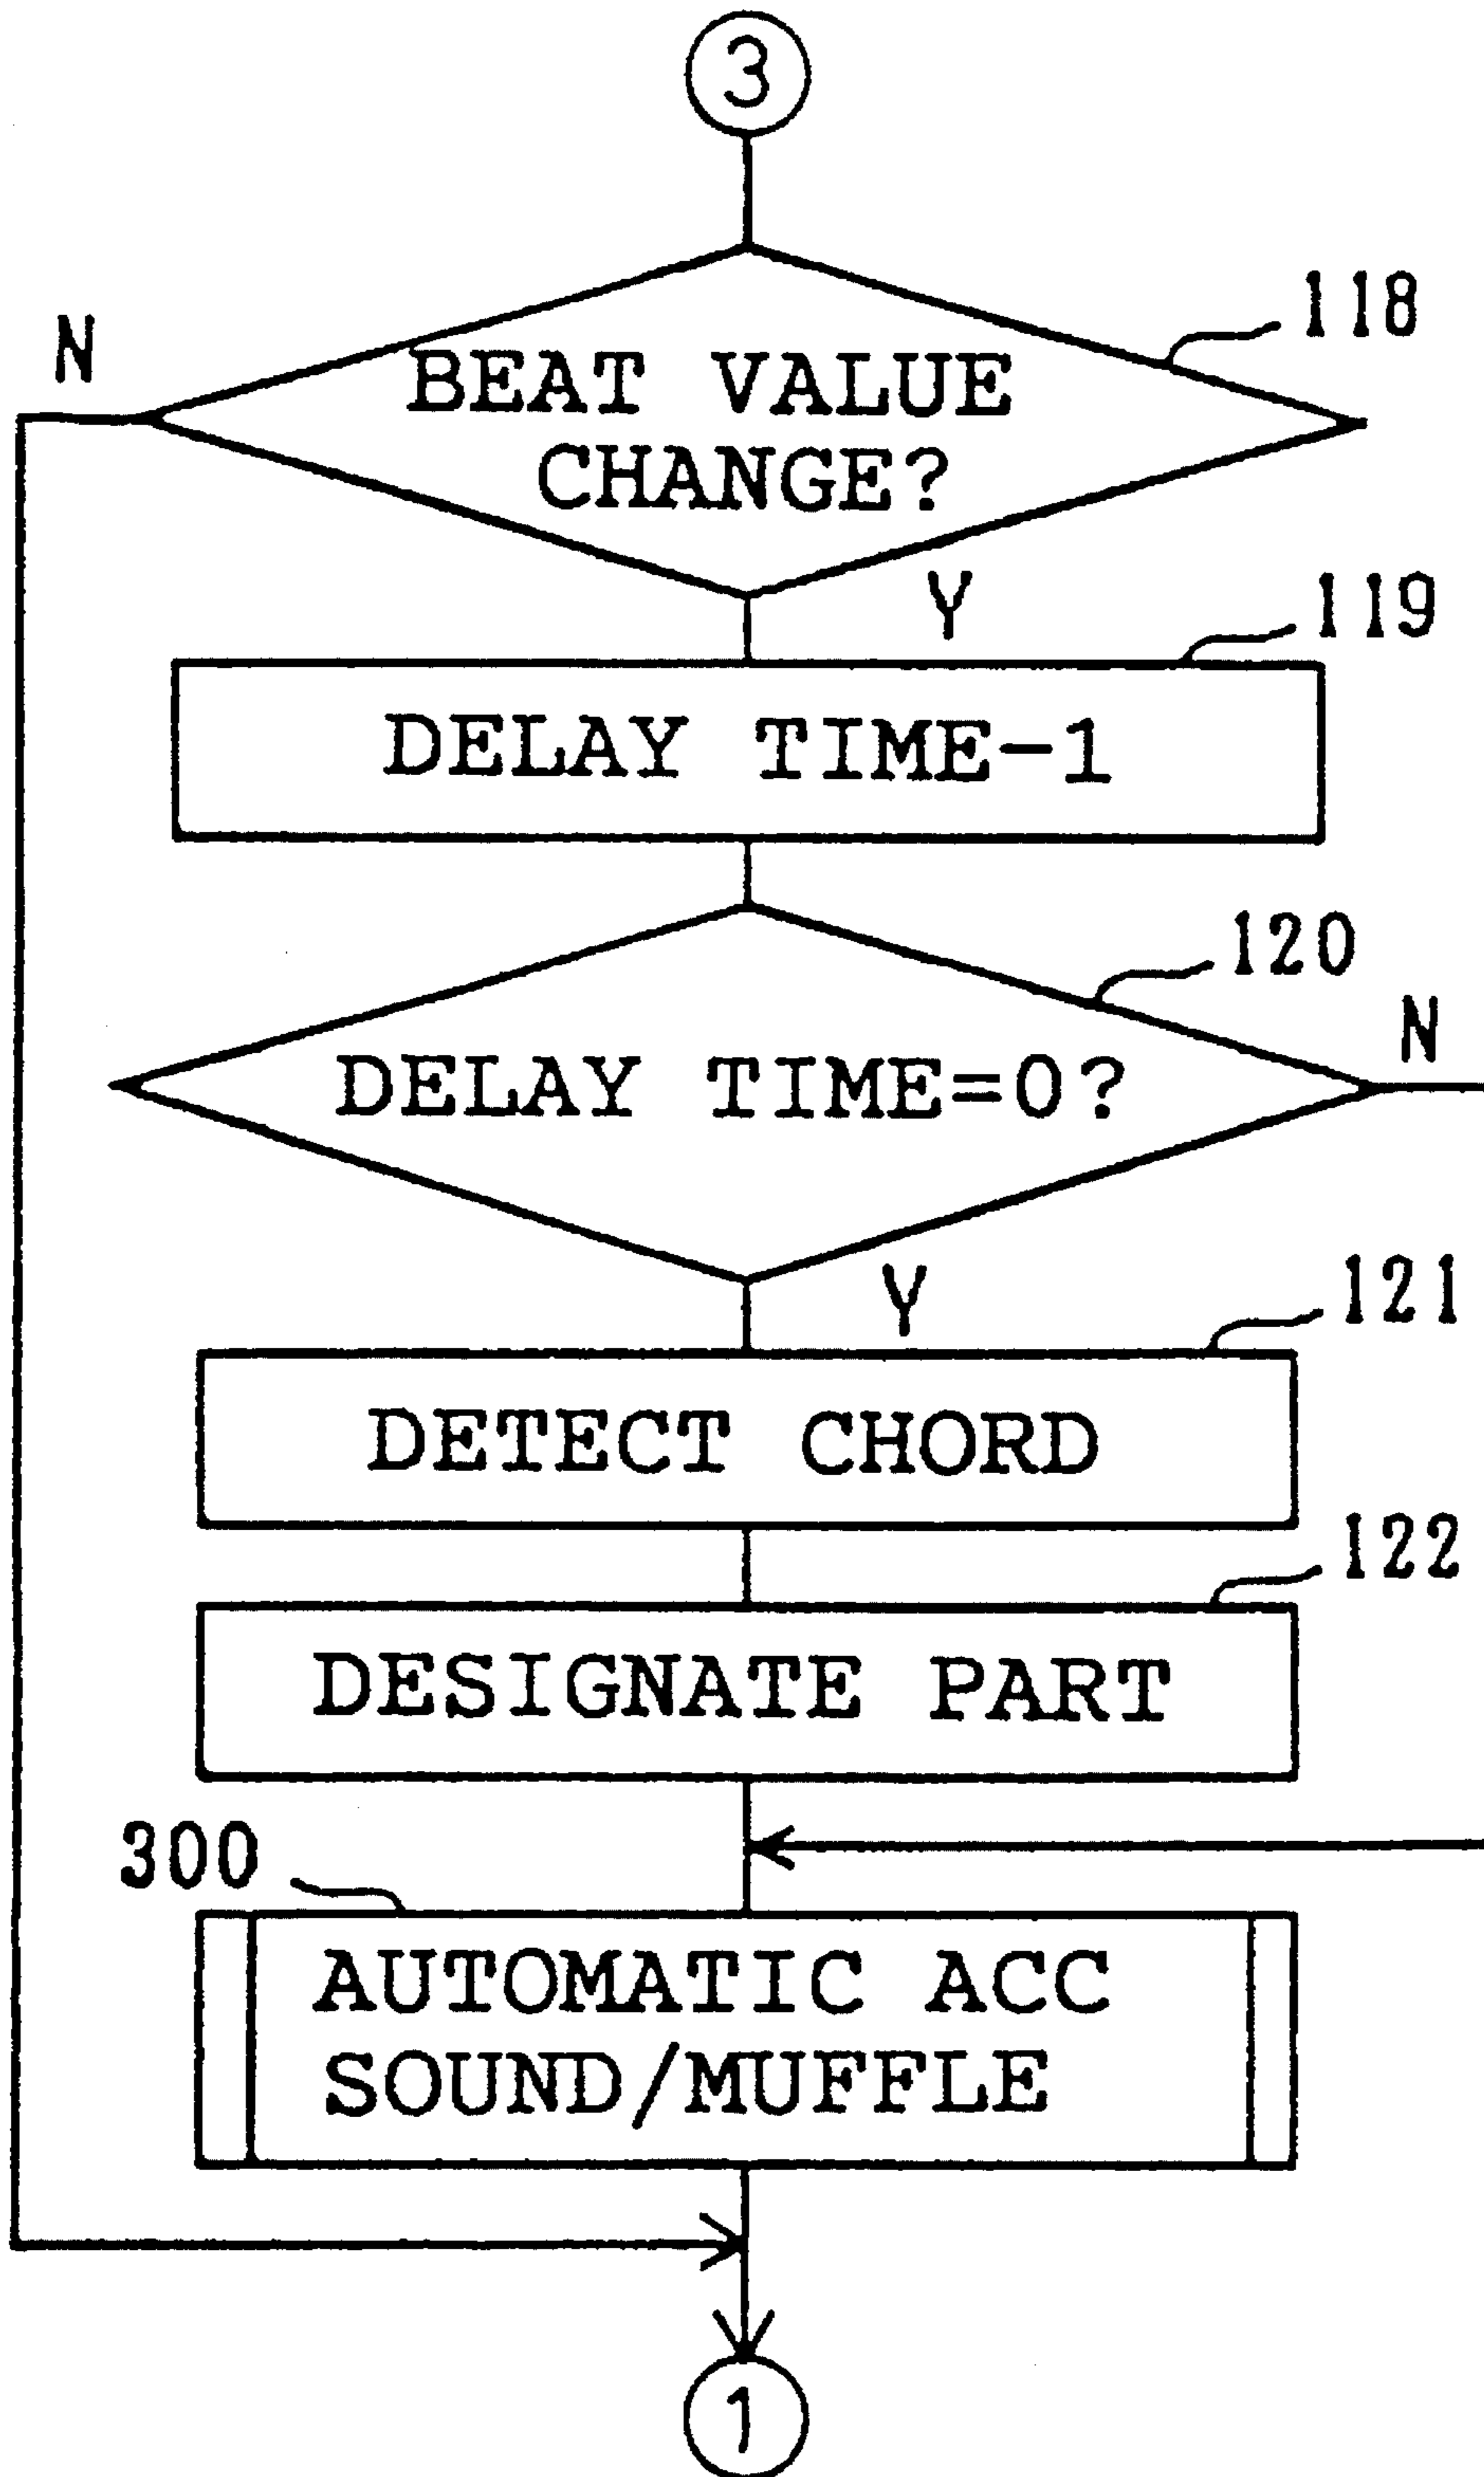 3
118
N
BEAT VALUE
CHANGE?
Y
119
DELAY TIME-1
120
N
DELAY TIME=0?
Y
121
DETECT CHORD
122
DESIGNATE PART
300
AUTOMATIC ACC
SOUND/MUFFLE
1